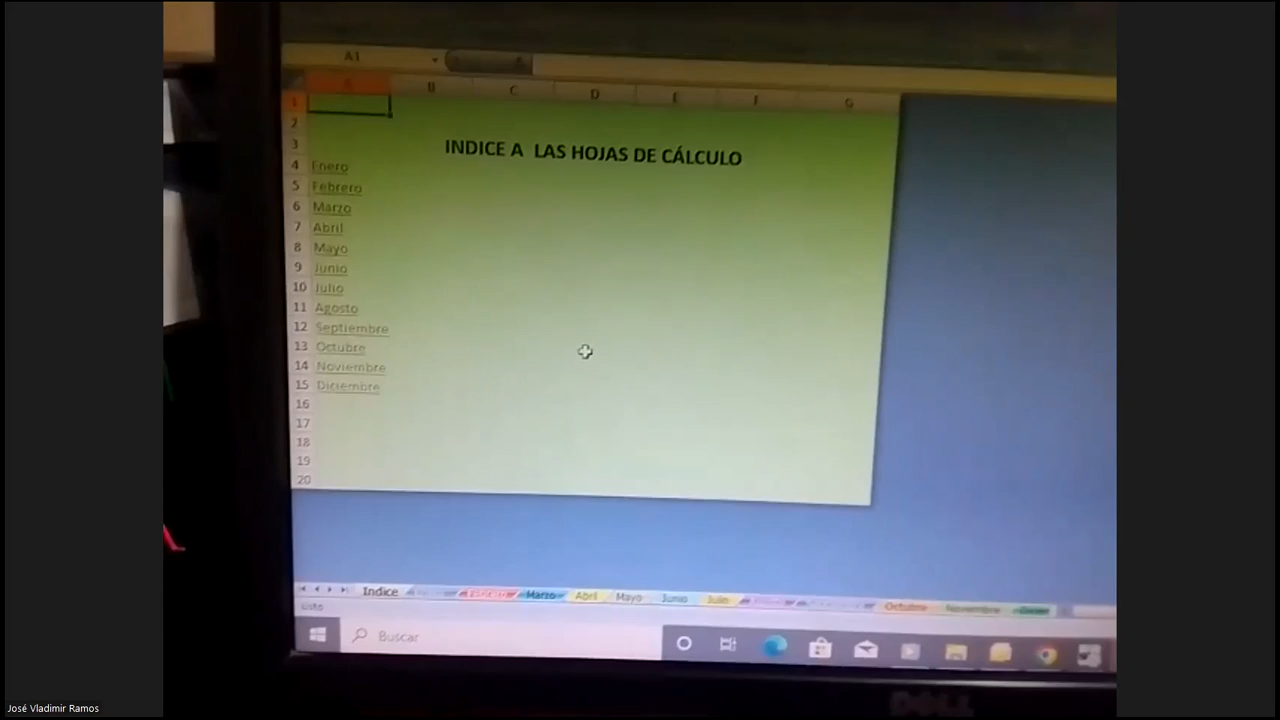 A1
A B C D E F G
1
2
3 INDICE A LAS HOJAS DE CÁLCULO
4 Enero
5 Febrero
6 Marzo
7 Abril
8 Mayo
9 Junio
10 Julio
11 Agosto
12 Septiembre
13 Octubre
14 Noviembre
15 Diciembre
16
17
18
19
20
Indice Marzo Abril Mayo Junio Julio Octubre Noviembre
Listo
Buscar
DELL
José Vladimir Ramos